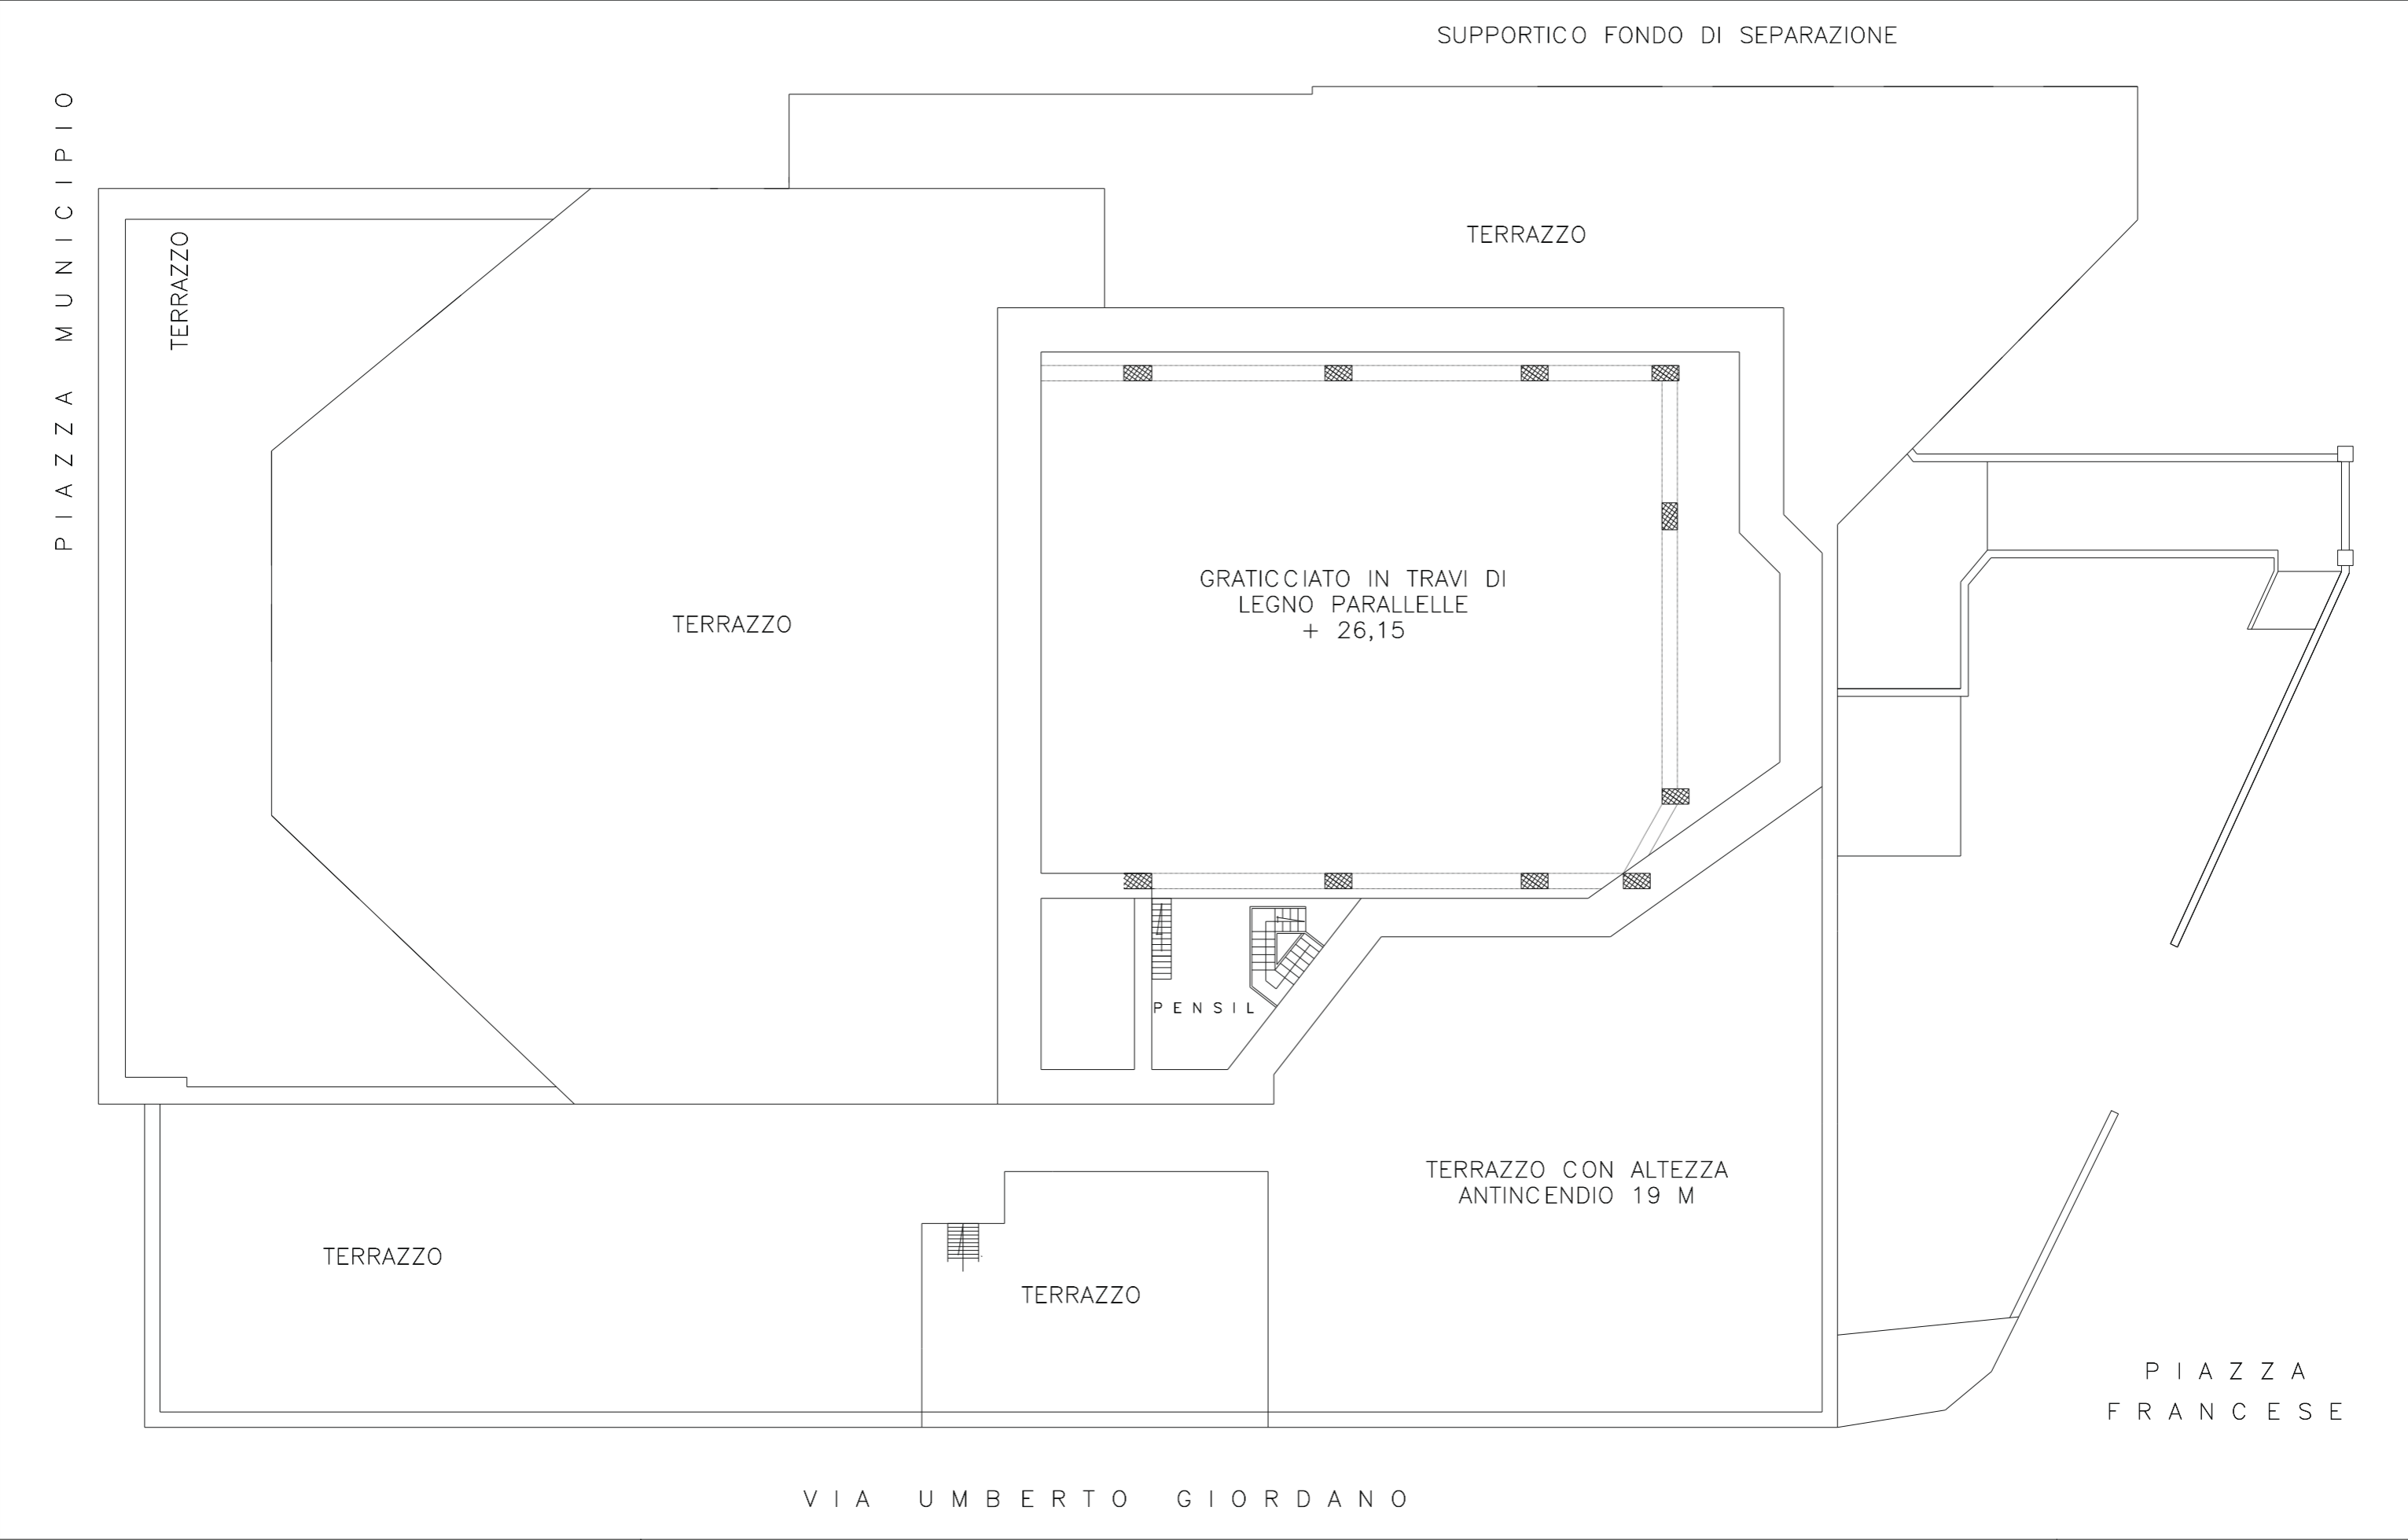 SUPPORTICO FONDO DI SEPARAZIONE
PIAZZA MUNICIPIO
TERRAZZO
TERRAZZO
TERRAZZO
GRATICCIATO IN TRAVI DI
LEGNO PARALLELLE
+ 26,15
PENSIL
TERRAZZO CON ALTEZZA
ANTINCENDIO 19 M
TERRAZZO
TERRAZZO
PIAZZA
FRANCESE
VIA UMBERTO GIORDANO